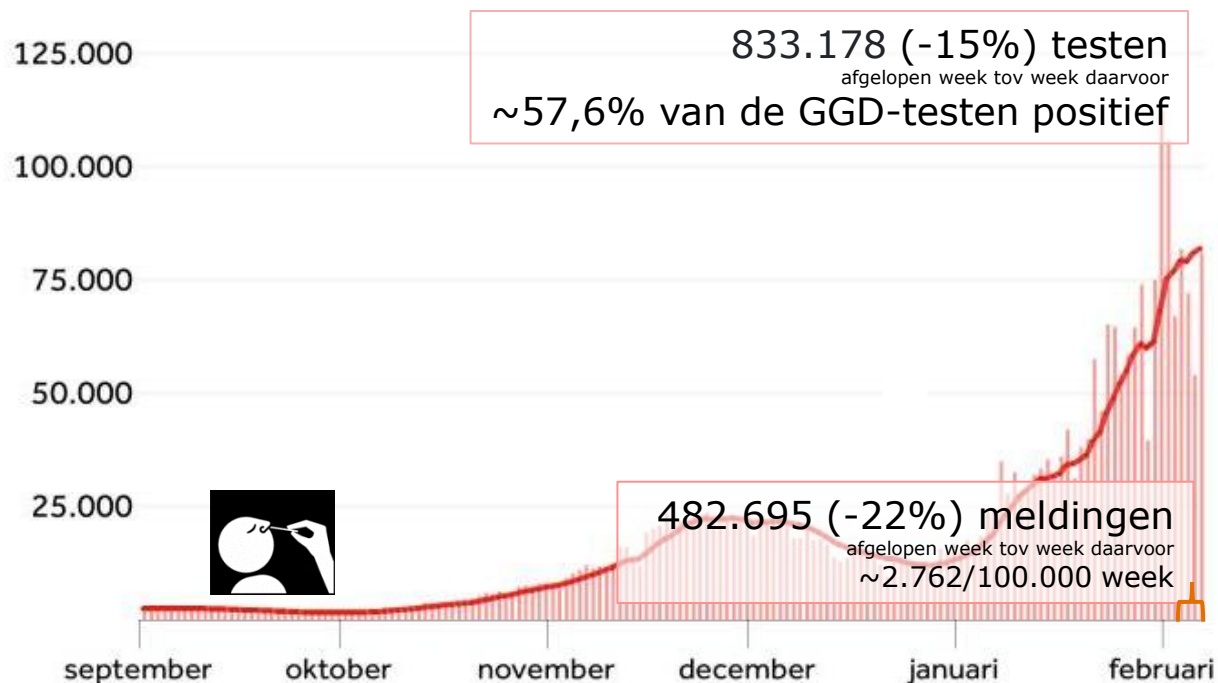 833.178 (-15%) testen
afgelopen week tov week daarvoor
~57,6% van de GGD-testen positief
125.000
100.000
75.000
50.000
25.000
482.695 (-22%) meldingen
afgelopen week tov week daarvoor
~2.762/100.000 week
september oktober november december januari februari